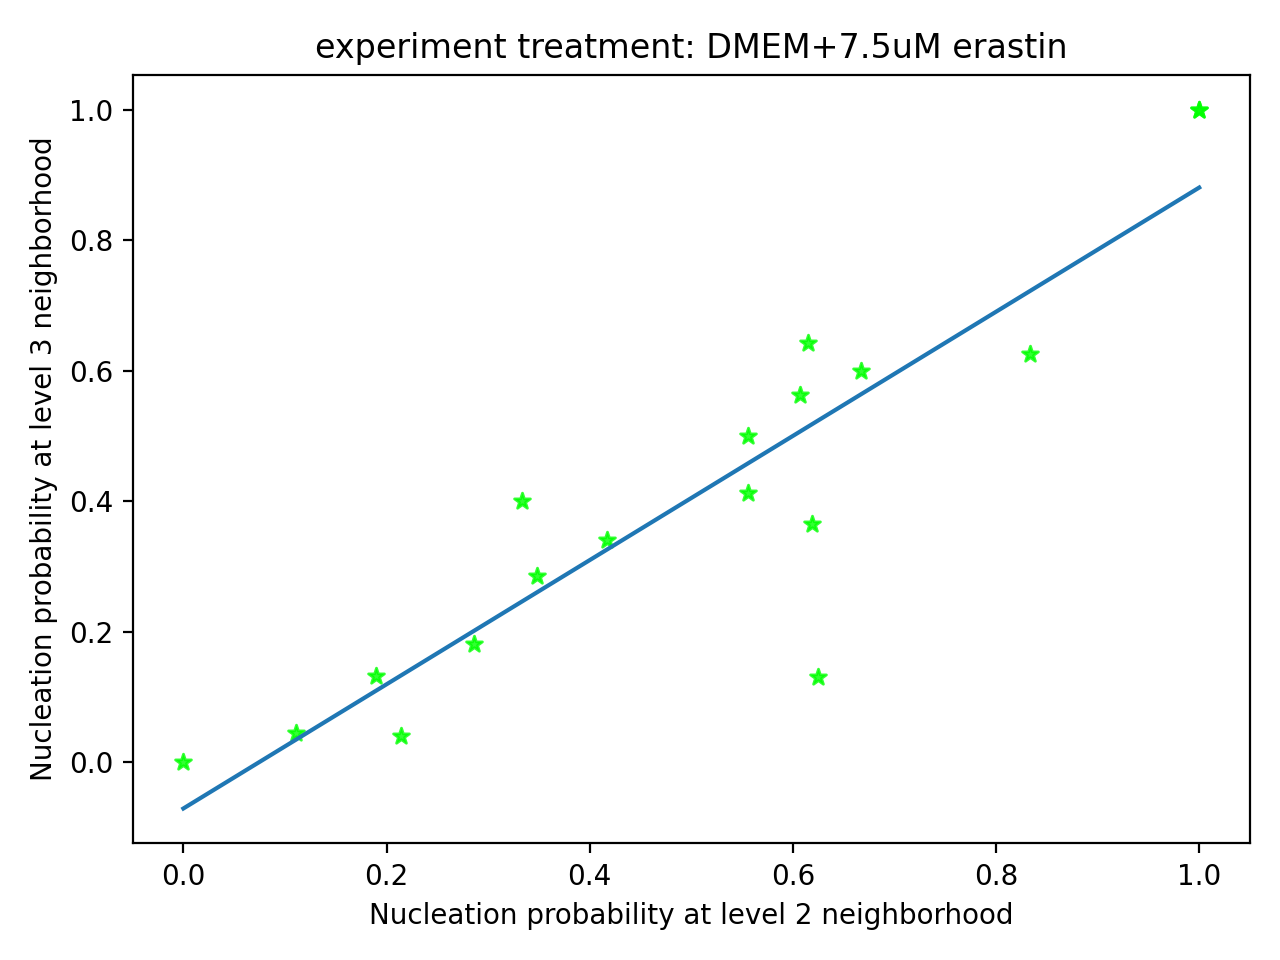 experiment treatment: DMEM+7.5uM erastin
1.0
0.8
0.6
0.4
0.2
0.0
Nucleation probability at level 3 neighborhood
0.0 0.2 0.4 0.6 0.8 1.0
Nucleation probability at level 2 neighborhood